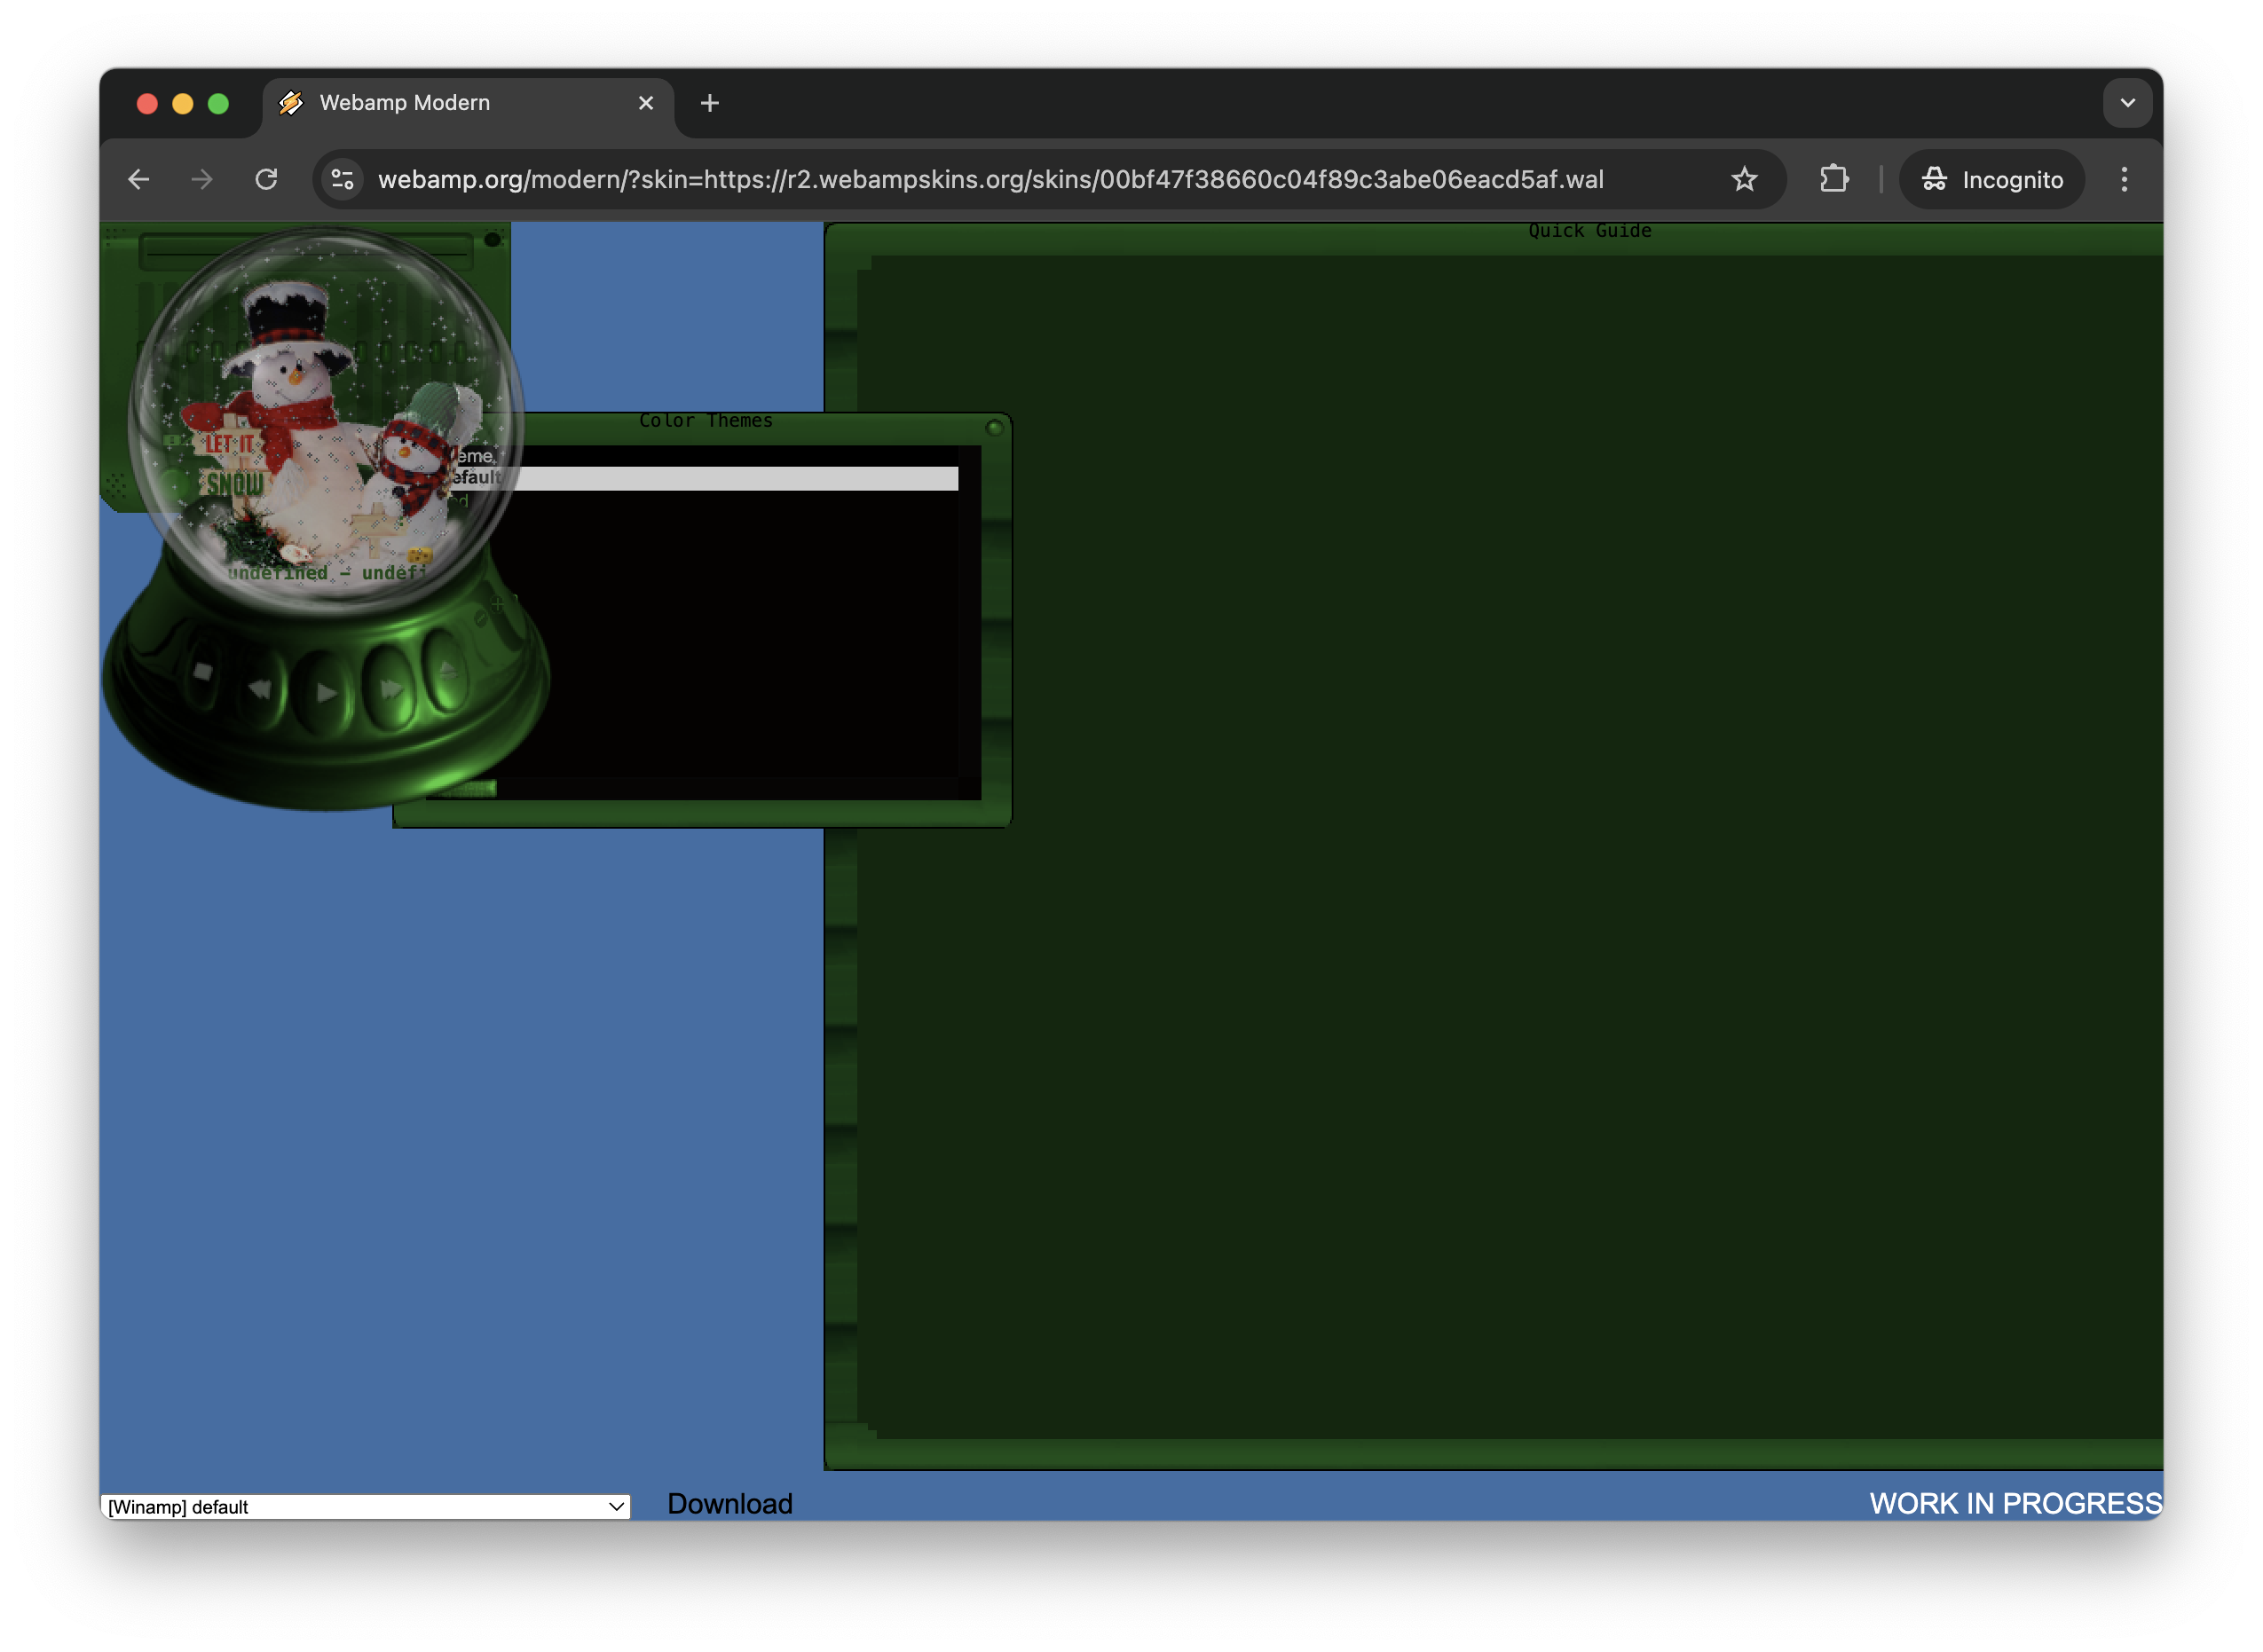 Webamp Modern
webamp.org/modern/?skin=https://r2.webampskins.org/skins/00bf47f38660c04f89c3abe06eacd5af.wal
Incognito
Quick Guide
Color Themes
eme
efault
LET IT
SNOW
undefined - undefi
[Winamp] default
Download
WORK IN PROGRESS